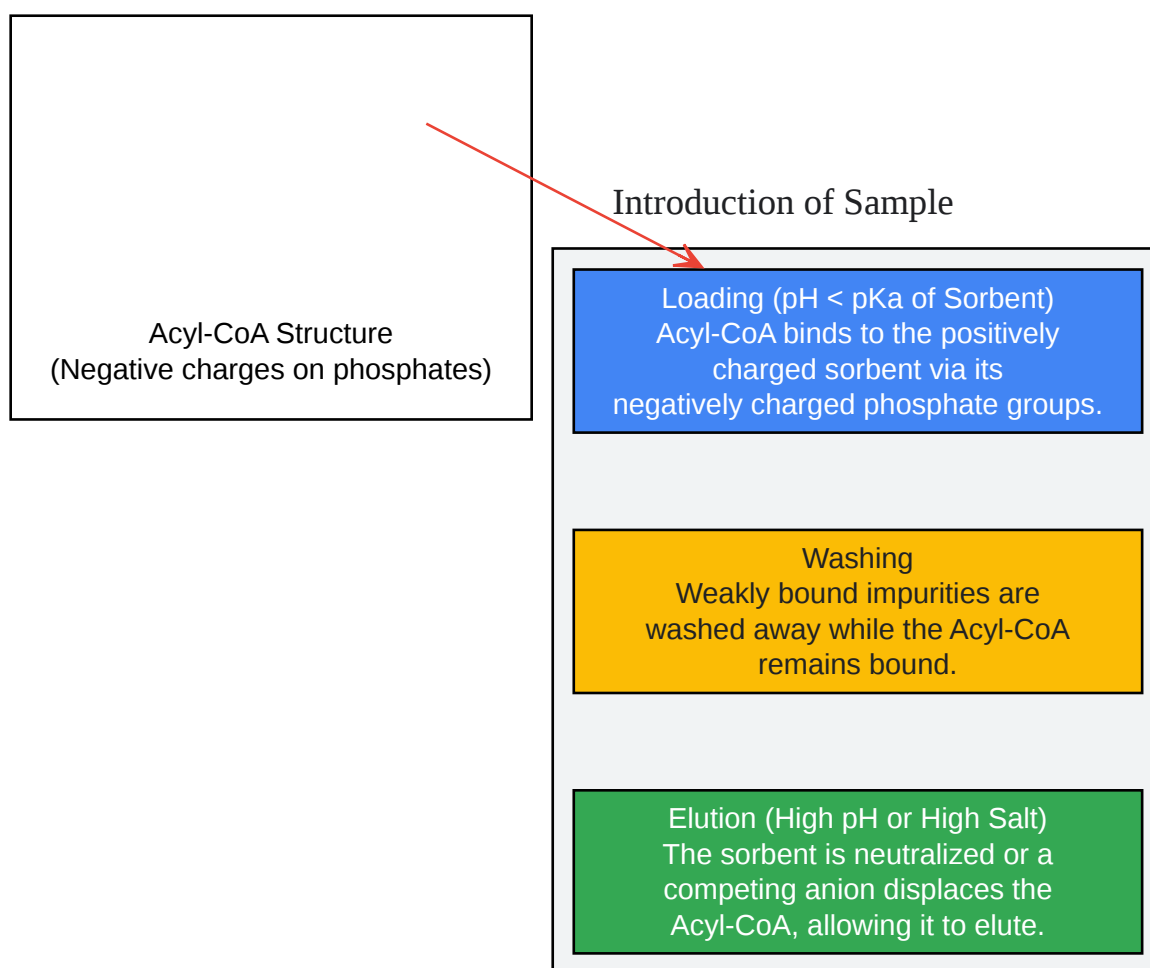 Introduction of Sample
Acyl-CoA Structure
(Negative charges on phosphates)
Loading (pH < pKa of Sorbent)
Acyl-CoA binds to the positively
charged sorbent via its
negatively charged phosphate groups.
Washing
Weakly bound impurities are
washed away while the Acyl-CoA
remains bound.
Elution (High pH or High Salt)
The sorbent is neutralized or a
competing anion displaces the
Acyl-CoA, allowing it to elute.